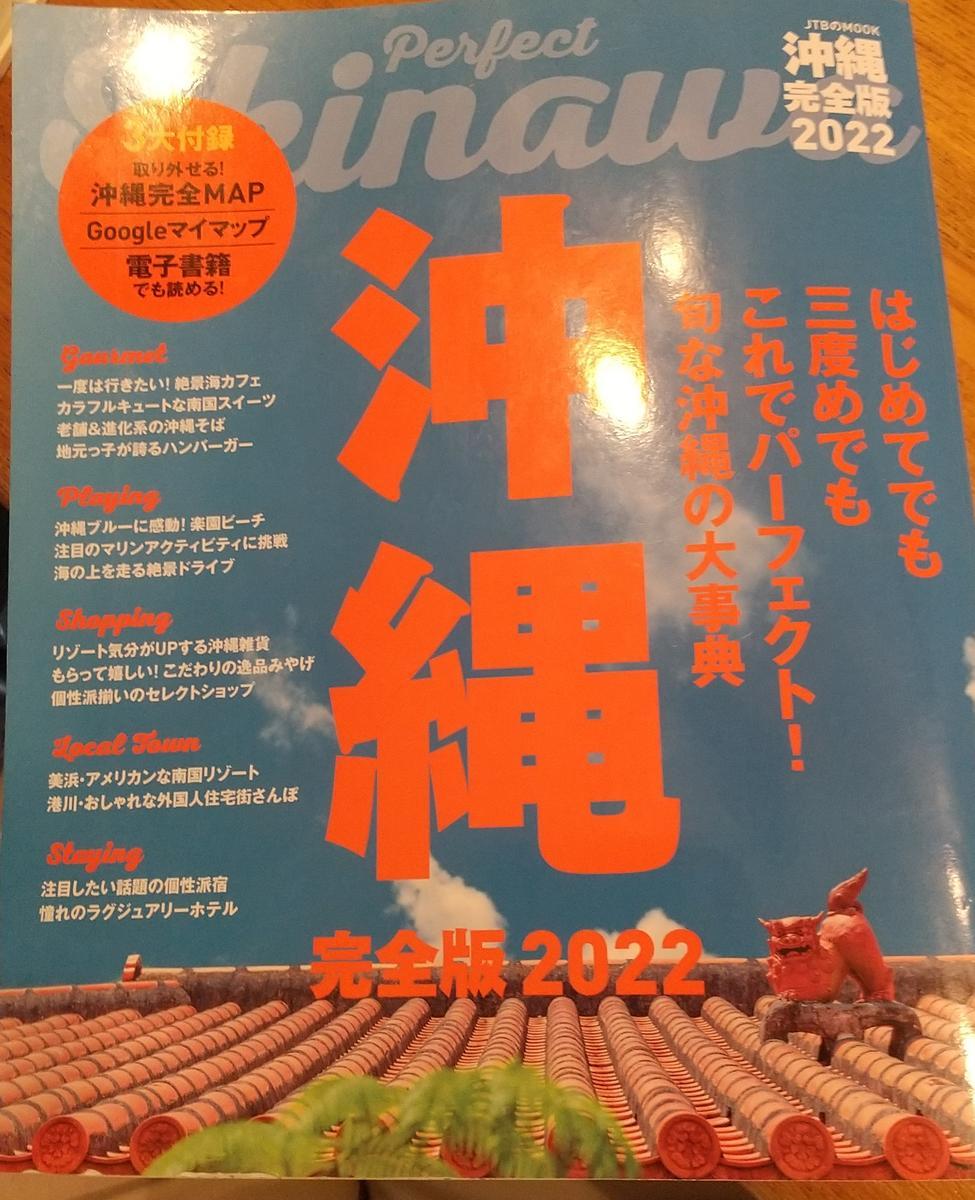 Perfect
Okinawa
JTBのMOOK
沖縄
完全版
2022
3大付録
取り外せる!
沖縄完全MAP
Googleマイマップ
電子書籍
でも読める!
はじめてでも
三度めでも
これでパーフェクト!
旬な沖縄の大事典
沖縄
Gourmet
一度は行きたい! 絶景海カフェ
カラフルキュートな南国スイーツ
老舗&進化系の沖縄そば
地元っ子が誇るハンバーガー
Playing
沖縄ブルーに感動! 楽園ビーチ
注目のマリンアクティビティに挑戦
海の上を走る絶景ドライブ
Shopping
リゾート気分がUPする沖縄雑貨
もらって嬉しい! こだわりの逸品みやげ
個性派揃いのセレクトショップ
Local Town
美浜・アメリカンな南国リゾート
港川・おしゃれな外国人住宅街さんぽ
Staying
注目したい話題の個性派宿
憧れのラグジュアリーホテル
完全版 2022